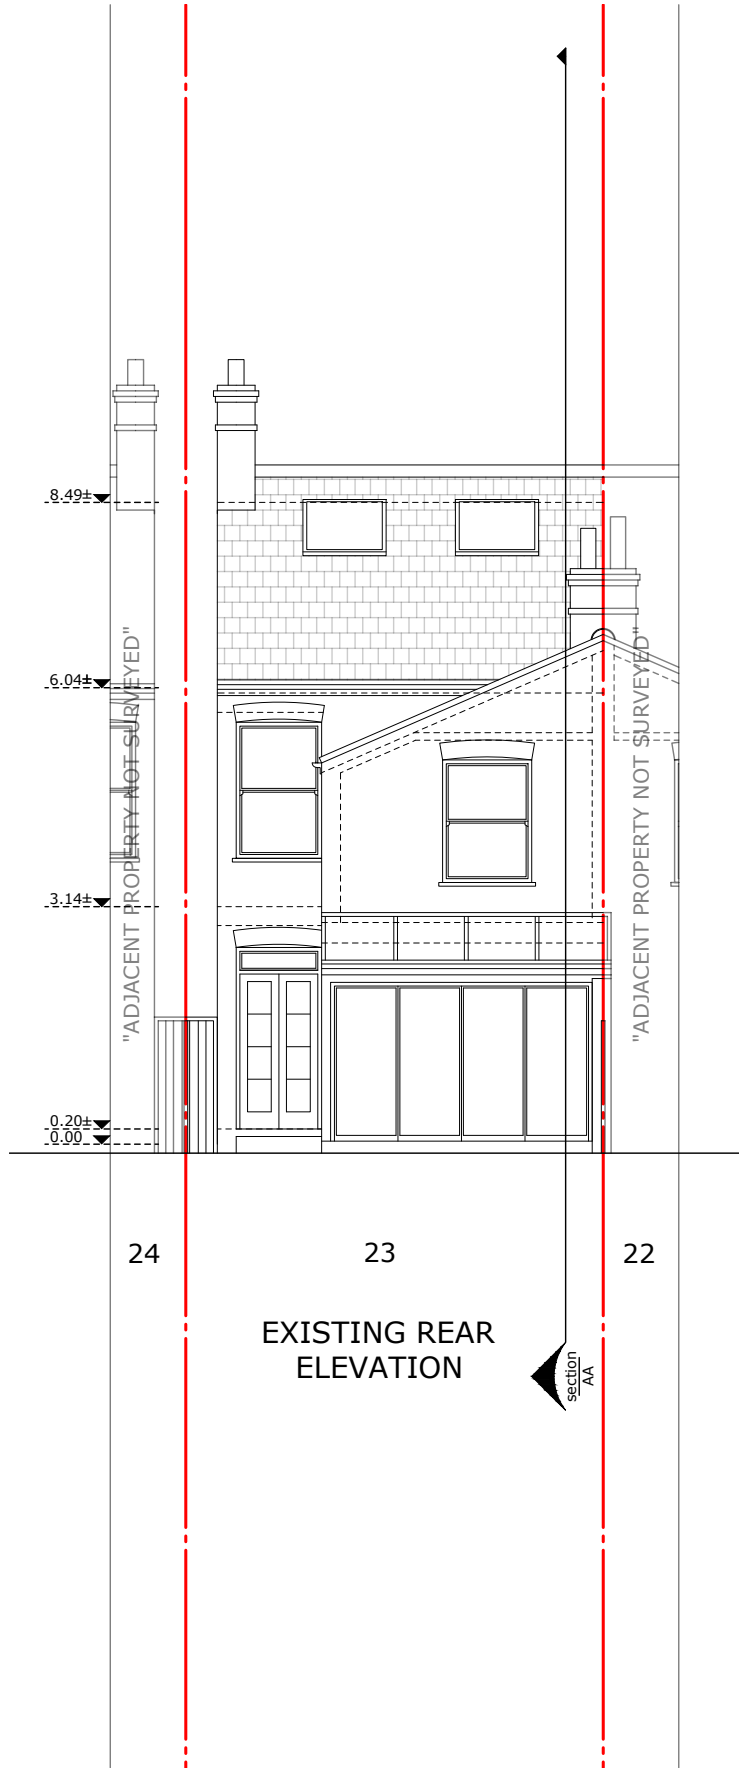 8.49±
6.04±
"ADJACENT PROPERTY NOT SURVEYED"
"ADJACENT PROPERTY NOT SURVEYED"
3.14±
0.20±
0.00
24
23
22
EXISTING REAR
ELEVATION
section
AA